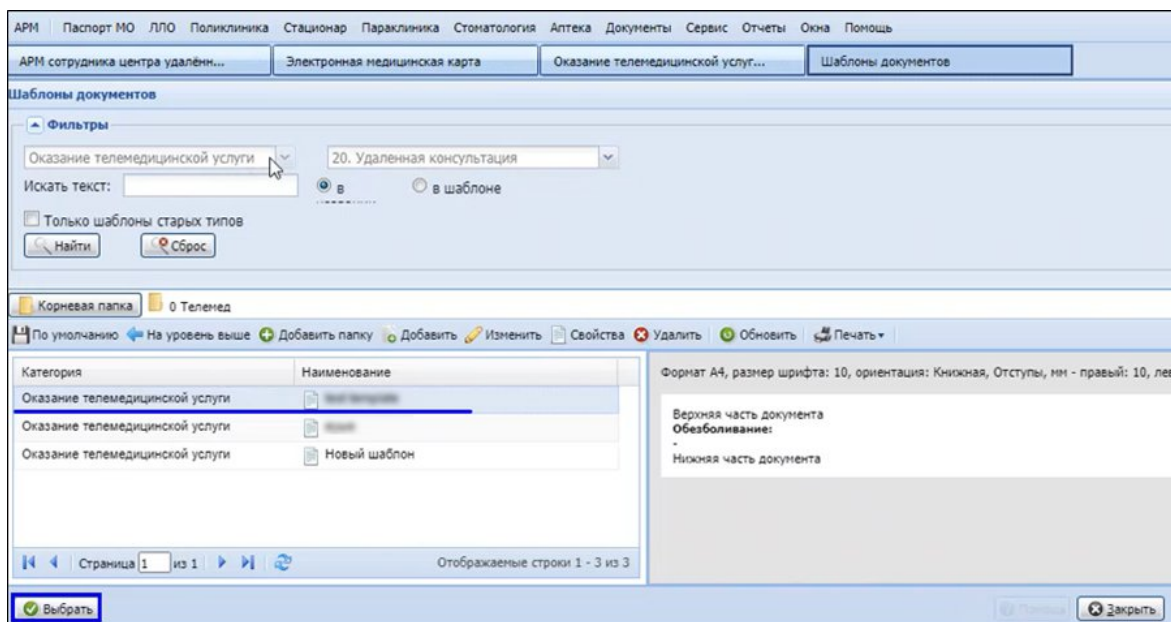 АРМ Паспорт МО ЛЛО Поликлиника Стационар Параклиника Стоматология Аптека Документы Сервис Отчеты Окна Помощь
АРМ сотрудника центра удалённ... Электронная медицинская карта Оказание телемедицинской услуг... Шаблоны документов
Шаблоны документов
Фильтры
Оказание телемедицинской услуги 20. Удаленная консультация
Искать текст: в в шаблоне
Только шаблоны старых типов
Найти Сброс
Корневая папка 0 Телемед
По умолчанию На уровень выше Добавить папку Добавить Изменить Свойства Удалить Обновить Печать
Категория Наименование Формат А4, размер шрифта: 10, ориентация: Книжная, Отступы, мм - правый: 10, лев
Оказание телемедицинской услуги
Верхняя часть документа
Оказание телемедицинской услуги
Обезболивание:
-
Оказание телемедицинской услуги Новый шаблон
Нижняя часть документа
Страница 1 из 1 Отображаемые строки 1 - 3 из 3
Выбрать Закрыть